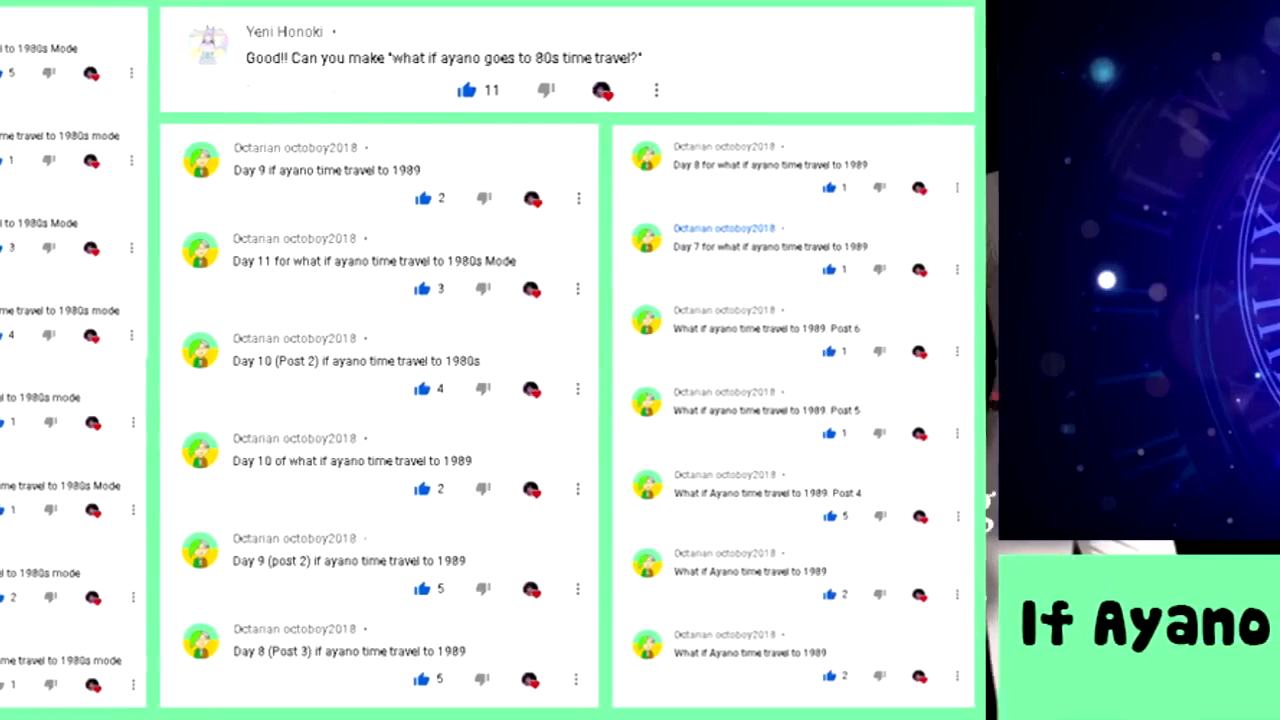 l to 1980s Mode
5
me travel to 1980s mode
1
l to 1980s Mode
3
me travel to 1980s mode
4
l to 1980s mode
1
me travel to 1980s Mode
1
l to 1980s mode
2
me travel to 1980s mode
1
Yeni Honoki •
Good!! Can you make "what if ayano goes to 80s time travel?"
11
Octarian octoboy2018 •
Day 9 if ayano time travel to 1989
2
Octarian octoboy2018 •
Day 11 for what if ayano time travel to 1980s Mode
3
Octarian octoboy2018 •
Day 10 (Post 2) if ayano time travel to 1980s
4
Octarian octoboy2018 •
Day 10 of what if ayano time travel to 1989
2
Octarian octoboy2018 •
Day 9 (post 2) if ayano time travel to 1989
5
Octarian octoboy2018 •
Day 8 (Post 3) if ayano time travel to 1989
5
Octarian octoboy2018 •
Day 8 for what if ayano time travel to 1989
1
Octarian octoboy2018 •
Day 7 for what if ayano time travel to 1989
1
Octarian octoboy2018 •
What if ayano time travel to 1989. Post 6
1
Octarian octoboy2018 •
What if ayano time travel to 1989. Post 5
1
Octarian octoboy2018 •
What if Ayano time travel to 1989. Post 4
5
Octarian octoboy2018 •
What if Ayano time travel to 1989
2
Octarian octoboy2018 •
What if Ayano time travel to 1989
2
If Ayano